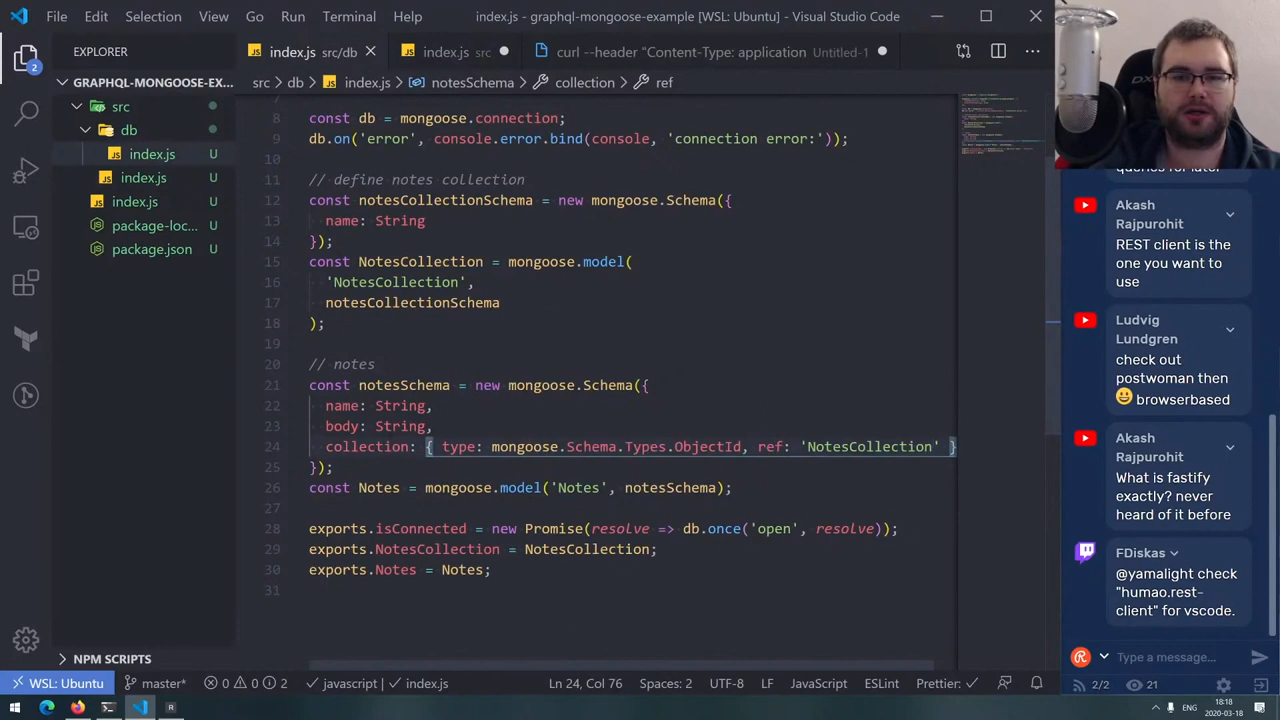 File Edit Selection View Go Run Terminal Help
index.js - graphql-mongoose-example [WSL: Ubuntu] - Visual Studio Code
EXPLORER
index.js src/db
index.js src
curl --header "Content-Type: application Untitled-1
GRAPHQL-MONGOOSE-EX...
src
db
index.js U
index.js U
index.js U
package-loc... U
package.json U
NPM SCRIPTS
2
src > db > index.js > notesSchema > collection > ref
const db = mongoose.connection;
db.on('error', console.error.bind(console, 'connction error:'));
10
11 // define notes collection
12 const notesCollectionSchema = new mongoose.Schema({
13 name: String
14 });
15 const NotesCollection = mongoose.model(
16 'NotesCollection',
17 notesCollectionSchema
18 );
19
20 // notes
21 const notesSchema = new mongoose.Schema({
22 name: String,
23 body: String,
24 collection: { type: mongoose.Schema.Types.ObjectId, ref: 'NotesCollection' }
25 });
26 const Notes = mongoose.model('Notes', notesSchema);
27
28 exports.isConnected = new Promise(resolve => db.once('open', resolve));
29 exports.NotesCollection = NotesCollection;
30 exports.Notes = Notes;
31
queries for later
Akash
Rajpurohit
REST client is the
one you want to
use
Ludvig
Lundgren
check out
postwoman then
😃 browserbased
Akash
Rajpurohit
What is fastify
exactly? never
heard of it before
FDiskas
@yamalight check
"humao.rest-
client" for vscode.
Type a message...
2/2 21
WSL: Ubuntu master* 0 0 2 javascript | index.js Ln 24, Col 76 Spaces: 2 UTF-8 LF JavaScript ESLint Prettier:
ENG
18:18
2020-03-18